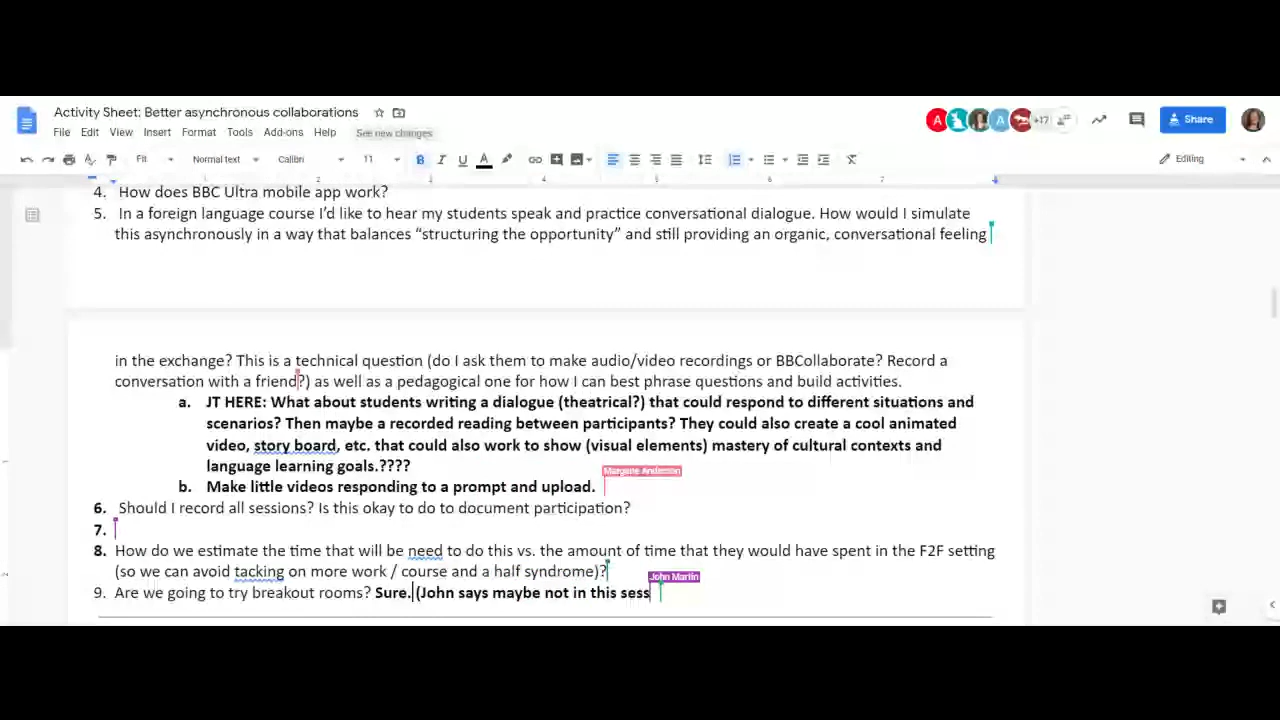 Activity Sheet: Better asynchronous collaborations
File Edit View Insert Format Tools Add-ons Help See new changes
A A +17 Share
Normal text Calibri 11 B I U A Editing
2 3 4 5 6 7
4. How does BBC Ultra mobile app work?
5. In a foreign language course I’d like to hear my students speak and practice conversational dialogue. How would I simulate
this asynchronously in a way that balances “structuring the opportunity” and still providing an organic, conversational feeling
in the exchange? This is a technical question (do I ask them to make audio/video recordings or BBCollaborate? Record a
conversation with a friend?) as well as a pedagogical one for how I can best phrase questions and build activities.
a. JT HERE: What about students writing a dialogue (theatrical?) that could respond to different situations and
scenarios? Then maybe a recorded reading between participants? They could also create a cool animated
video, story board, etc. that could also work to show (visual elements) mastery of cultural contexts and
language learning goals.????
Margene Anderson
b. Make little videos responding to a prompt and upload.
6. Should I record all sessions? Is this okay to do to document participation?
7.
8. How do we estimate the time that will be need to do this vs. the amount of time that they would have spent in the F2F setting
(so we can avoid tacking on more work / course and a half syndrome)?
John Martin
9. Are we going to try breakout rooms? Sure. (John says maybe not in this sess